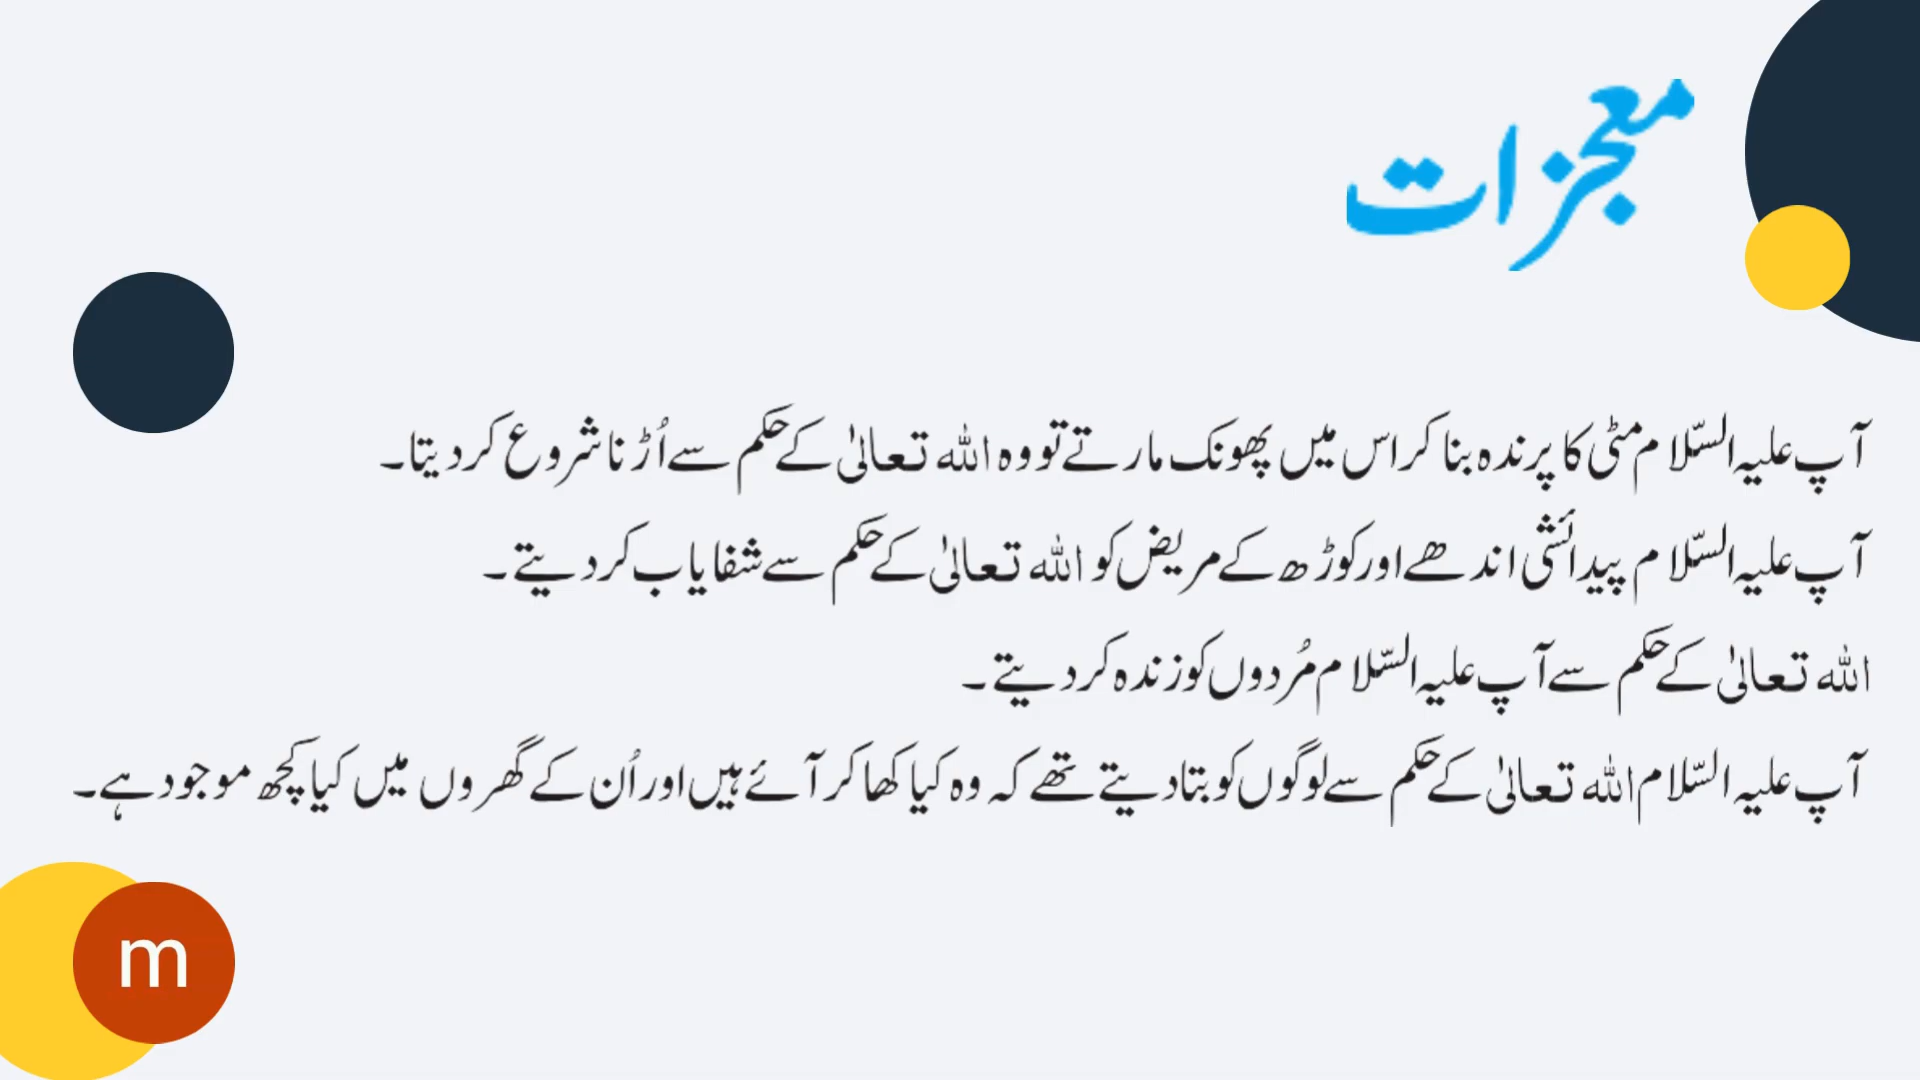 معجزات
آپ علیہ السّلام مٹی کا پرندہ بنا کر اس میں پھونک مارتے تو وہ اللہ تعالیٰ کے حکم سے اُڑنا شروع کر دیتا۔
آپ علیہ السّلام پیدائشی اندھے اور کوڑھ کے مریض کو اللہ تعالیٰ کے حکم سے شفایاب کر دیتے۔
اللہ تعالیٰ کے حکم سے آپ علیہ السّلام مُردوں کو زندہ کر دیتے۔
آپ علیہ السّلام اللہ تعالیٰ کے حکم سے لوگوں کو بتا دیتے تھے کہ وہ کیا کھا کر آئے ہیں اور اُن کے گھروں میں کیا کچھ موجود ہے۔
m